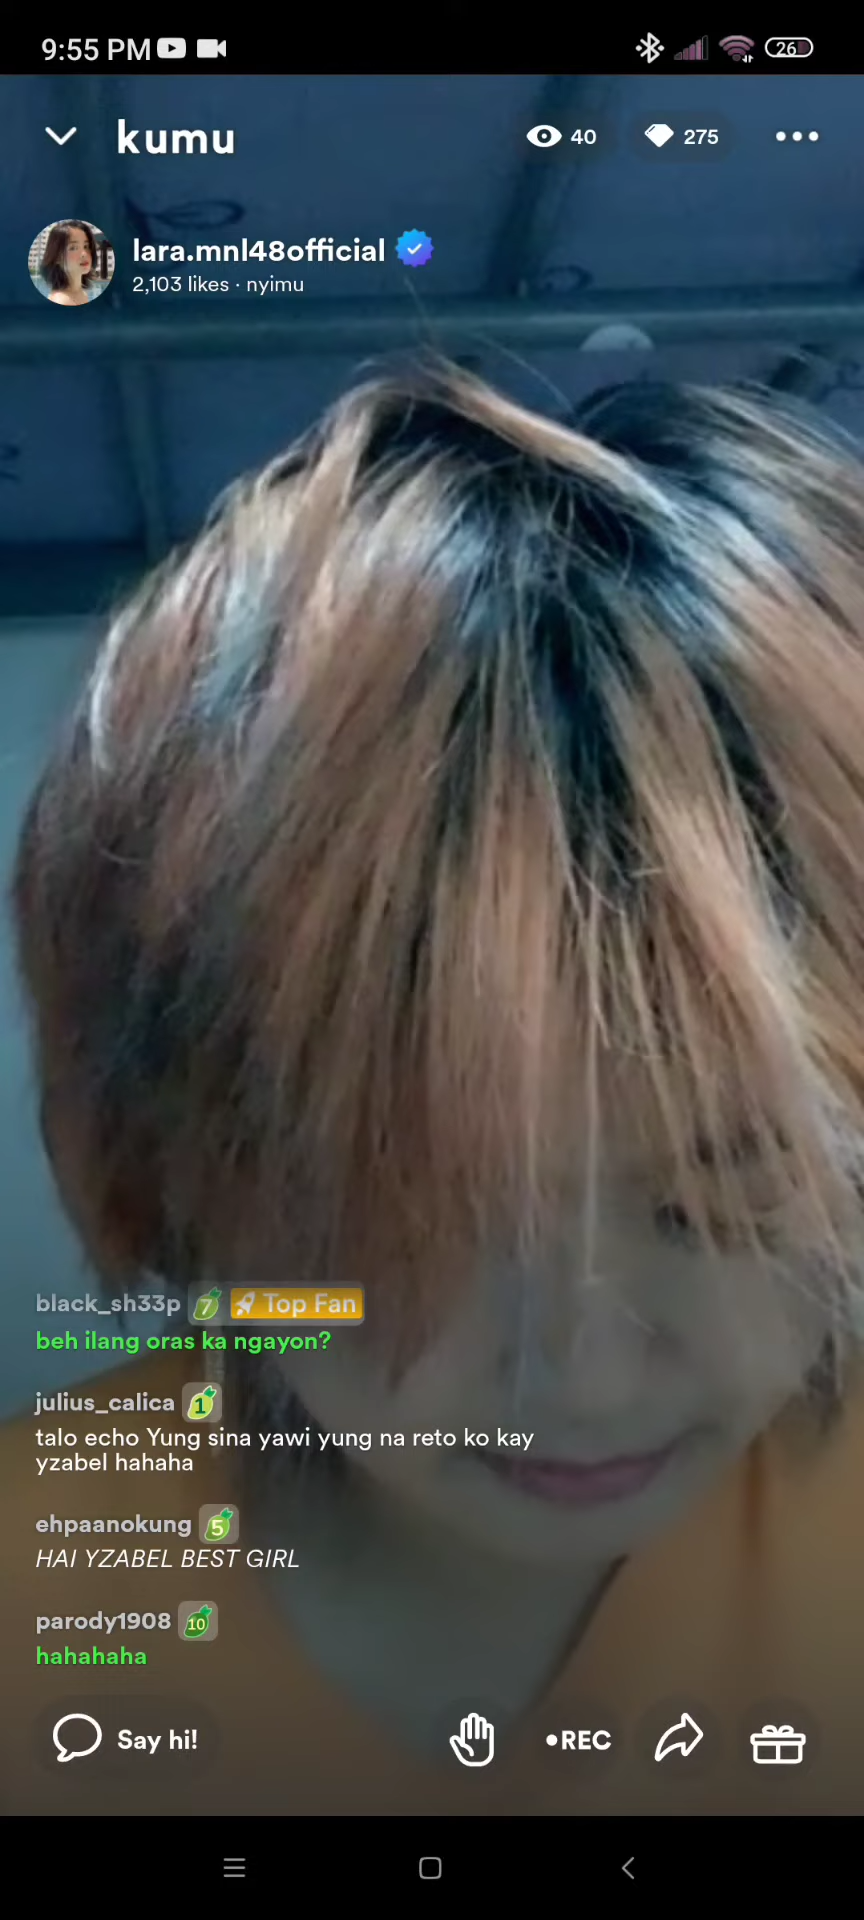 9:55 PM
26
kumu
40
275
lara.mnl48official
2,103 likes · nyimu
black_sh33p 7 Top Fan
beh ilang oras ka ngayon?
julius_calica 1
talo echo Yung sina yawi yung na reto ko kay
yzabel hahaha
ehpaanokung 5
HAI YZABEL BEST GIRL
parody1908 10
hahahaha
Say hi!
•REC